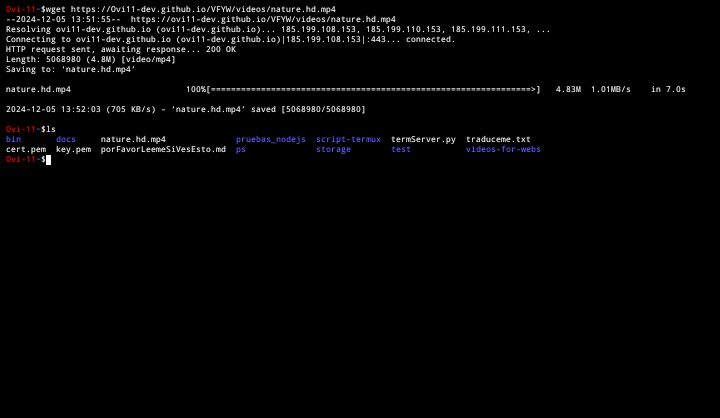 Ovi-11~$wget https://Ovi11-dev.github.io/VFYW/videos/nature.hd.mp4
--2024-12-05 13:51:55--  https://ovi11-dev.github.io/VFYW/videos/nature.hd.mp4
Resolving ovi11-dev.github.io (ovi11-dev.github.io)... 185.199.108.153, 185.199.110.153, 185.199.111.153, ...
Connecting to ovi11-dev.github.io (ovi11-dev.github.io)|185.199.108.153|:443... connected.
HTTP request sent, awaiting response... 200 OK
Length: 5068980 (4.8M) [video/mp4]
Saving to: ‘nature.hd.mp4’
nature.hd.mp4                       100%[================================================================>]   4.83M  1.01MB/s    in 7.0s
2024-12-05 13:52:03 (705 KB/s) - ‘nature.hd.mp4’ saved [5068980/5068980]
Ovi-11~$ls
bin       docs     nature.hd.mp4              pruebas_nodejs  script-termux  termServer.py  traduceme.txt
cert.pem  key.pem  porFavorLeemeSiVesEsto.md  ps              storage        test           videos-for-webs
Ovi-11~$